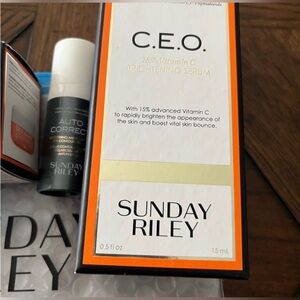 C.E.O.
VITAMIN C
BRIGHTENING SERUM
With 15% advanced Vitamin C
to rapidly brighten the appearance of
the skin and boost vital skin bounce.
SUNDAY
RILEY
0.5 fl oz
15 mL
AUTO
CORRECT
SUNDAY
RILEY
DAY
EY